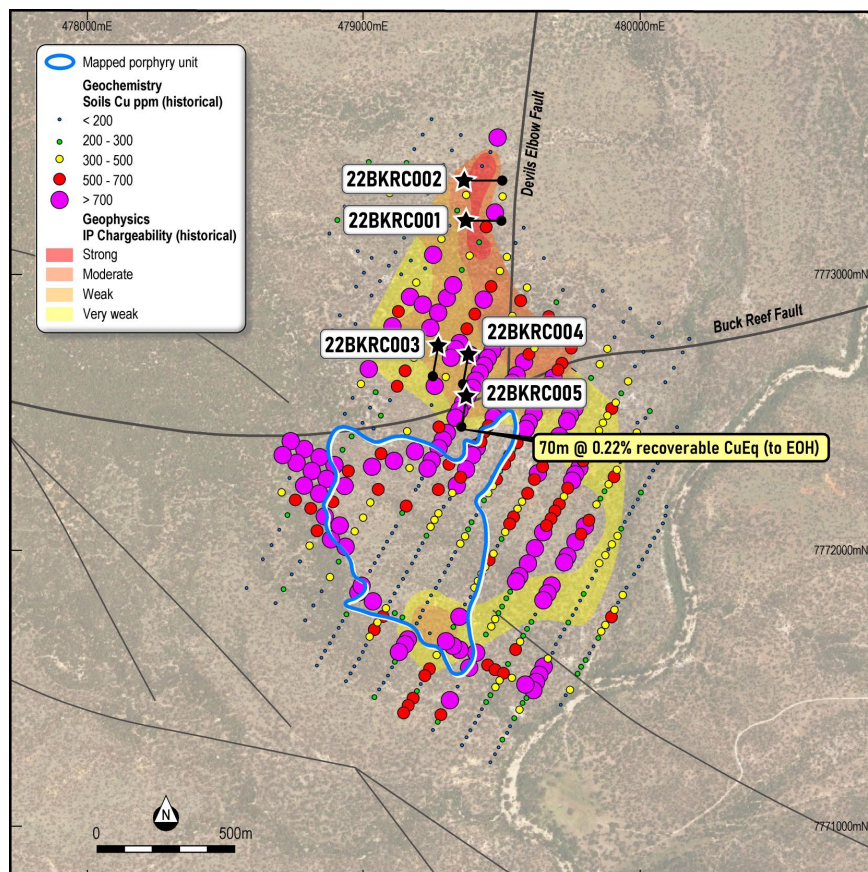 478000mE
479000mE
480000mE
Mapped porphyry unit
Geochemistry
Soils Cu ppm (historical)
< 200
200 - 300
300 - 500
500 - 700
> 700
Geophysics
IP Chargeability (historical)
Strong
Moderate
Weak
Very weak
22BKRC002
22BKRC001
Devils Elbow Fault
7773000mN
Buck Reef Fault
22BKRC003
22BKRC004
22BKRC005
70m @ 0.22% recoverable CuEq (to EOH)
7772000mN
N
0
500m
7771000mN